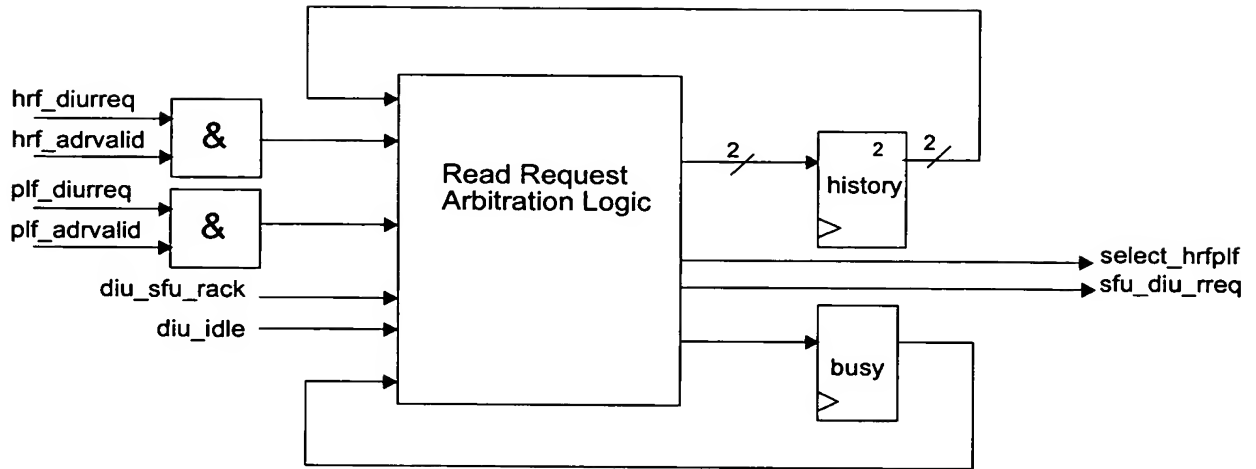 hrf_diurreq
hrf_adrvalid
&
plf_diurreq
plf_adrvalid
&
diu_sfu_rack
diu_idle
Read Request
Arbitration Logic
2
2
2
history
select_hrfplf
sfu_diu_rreq
busy